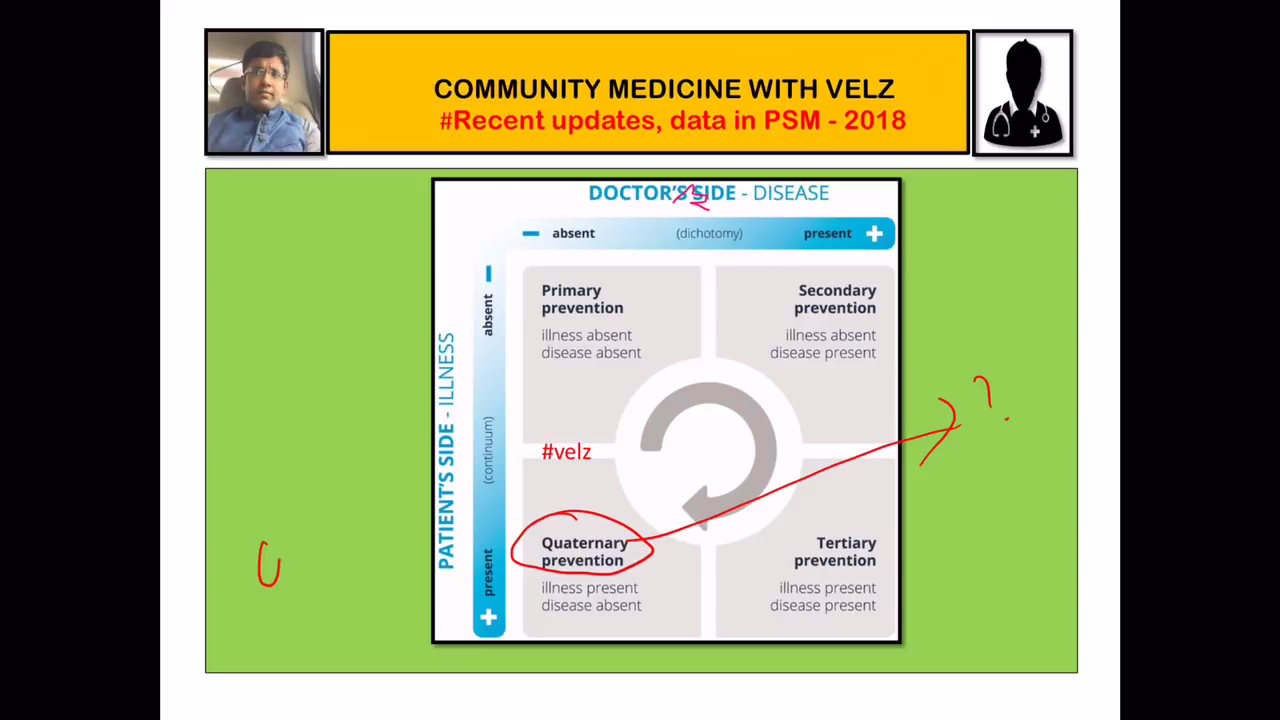 COMMUNITY MEDICINE WITH VELZ
#Recent updates, data in PSM - 2018
DOCTOR'S SIDE - DISEASE
absent
(dichotomy)
present
PATIENT'S SIDE - ILLNESS
absent
(continuum)
present
Primary
prevention
illness absent
disease absent
Secondary
prevention
illness absent
disease present
#velz
Quaternary
prevention
illness present
disease absent
Tertiary
prevention
illness present
disease present
?